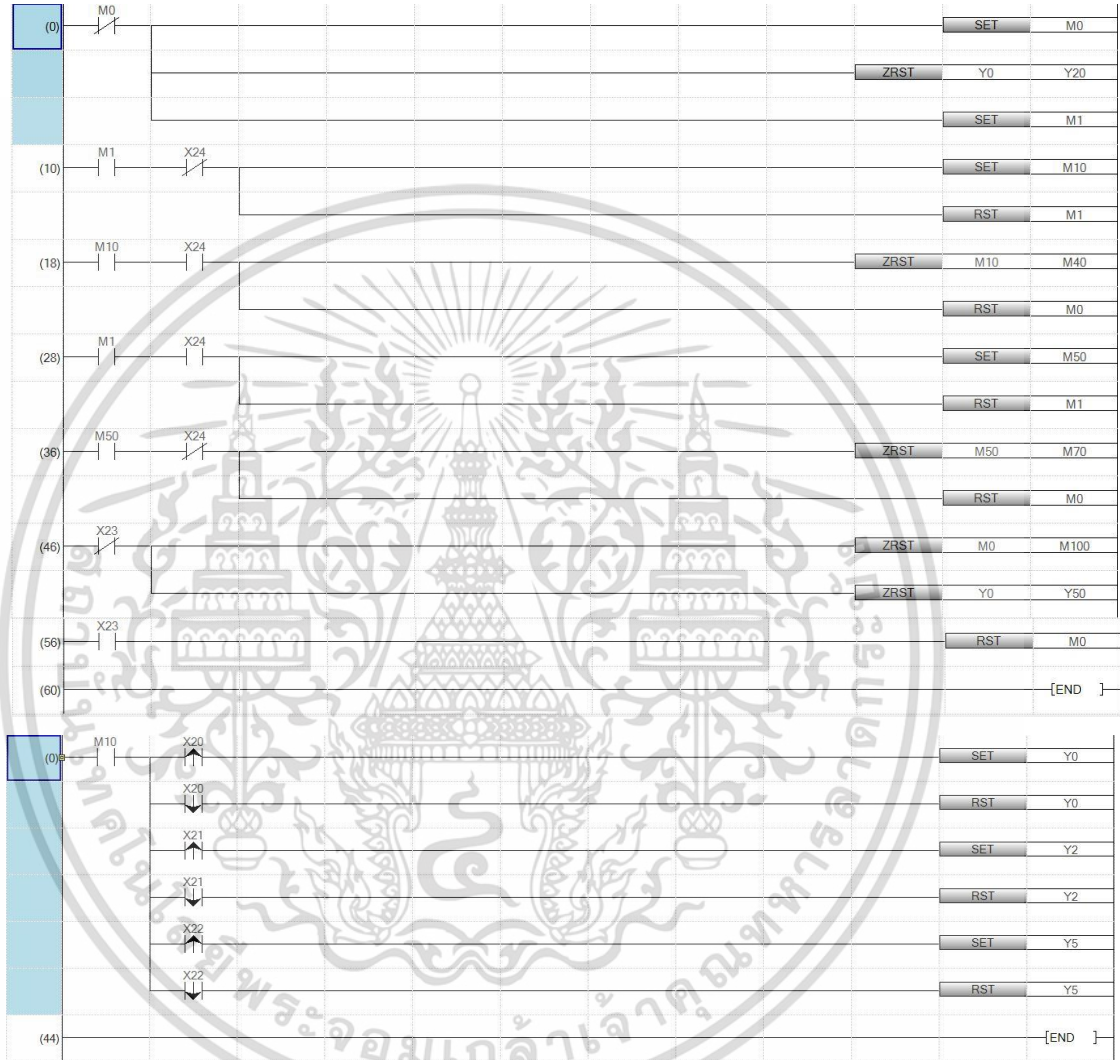 M0
(0) SET M0
ZRST Y0 Y20
SET M1
M1 X24
(10) SET M10
RST M1
M10 X24
(18) ZRST M10 M40
RST M0
M1 X24
(28) SET M50
RST M1
M50 X24
(36) ZRST M50 M70
RST M0
X23
(46) ZRST M0 M100
ZRST Y0 Y50
X23
(56) RST M0
(60) [END ]
M10 X20
(0) SET Y0
X20
RST Y0
X21
SET Y2
X21
RST Y2
X22
SET Y5
X22
RST Y5
(44) [END ]